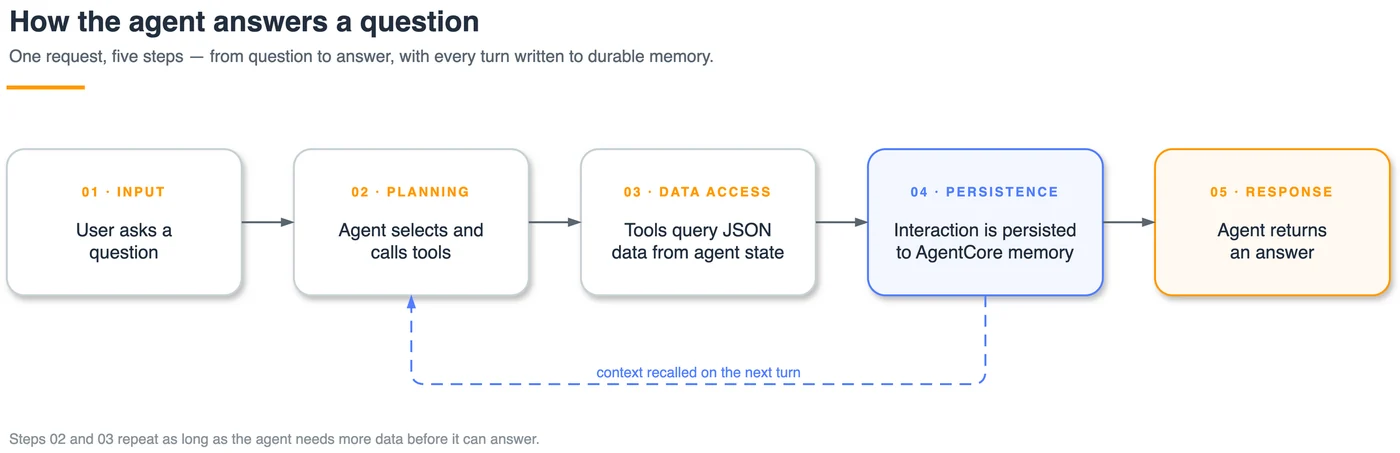 How the agent answers a question
One request, five steps — from question to answer, with every turn written to durable memory.
01 · INPUT
User asks a
question
02 · PLANNING
Agent selects and
calls tools
03 · DATA ACCESS
Tools query JSON
data from agent state
04 · PERSISTENCE
Interaction is persisted
to AgentCore memory
05 · RESPONSE
Agent returns
an answer
context recalled on the next turn
Steps 02 and 03 repeat as long as the agent needs more data before it can answer.